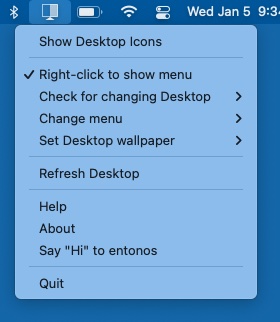 Wed Jan 5 9:34
Show Desktop Icons
Right-click to show menu
Check for changing Desktop
Change menu
Set Desktop wallpaper
Refresh Desktop
Help
About
Say "Hi" to entonos
Quit